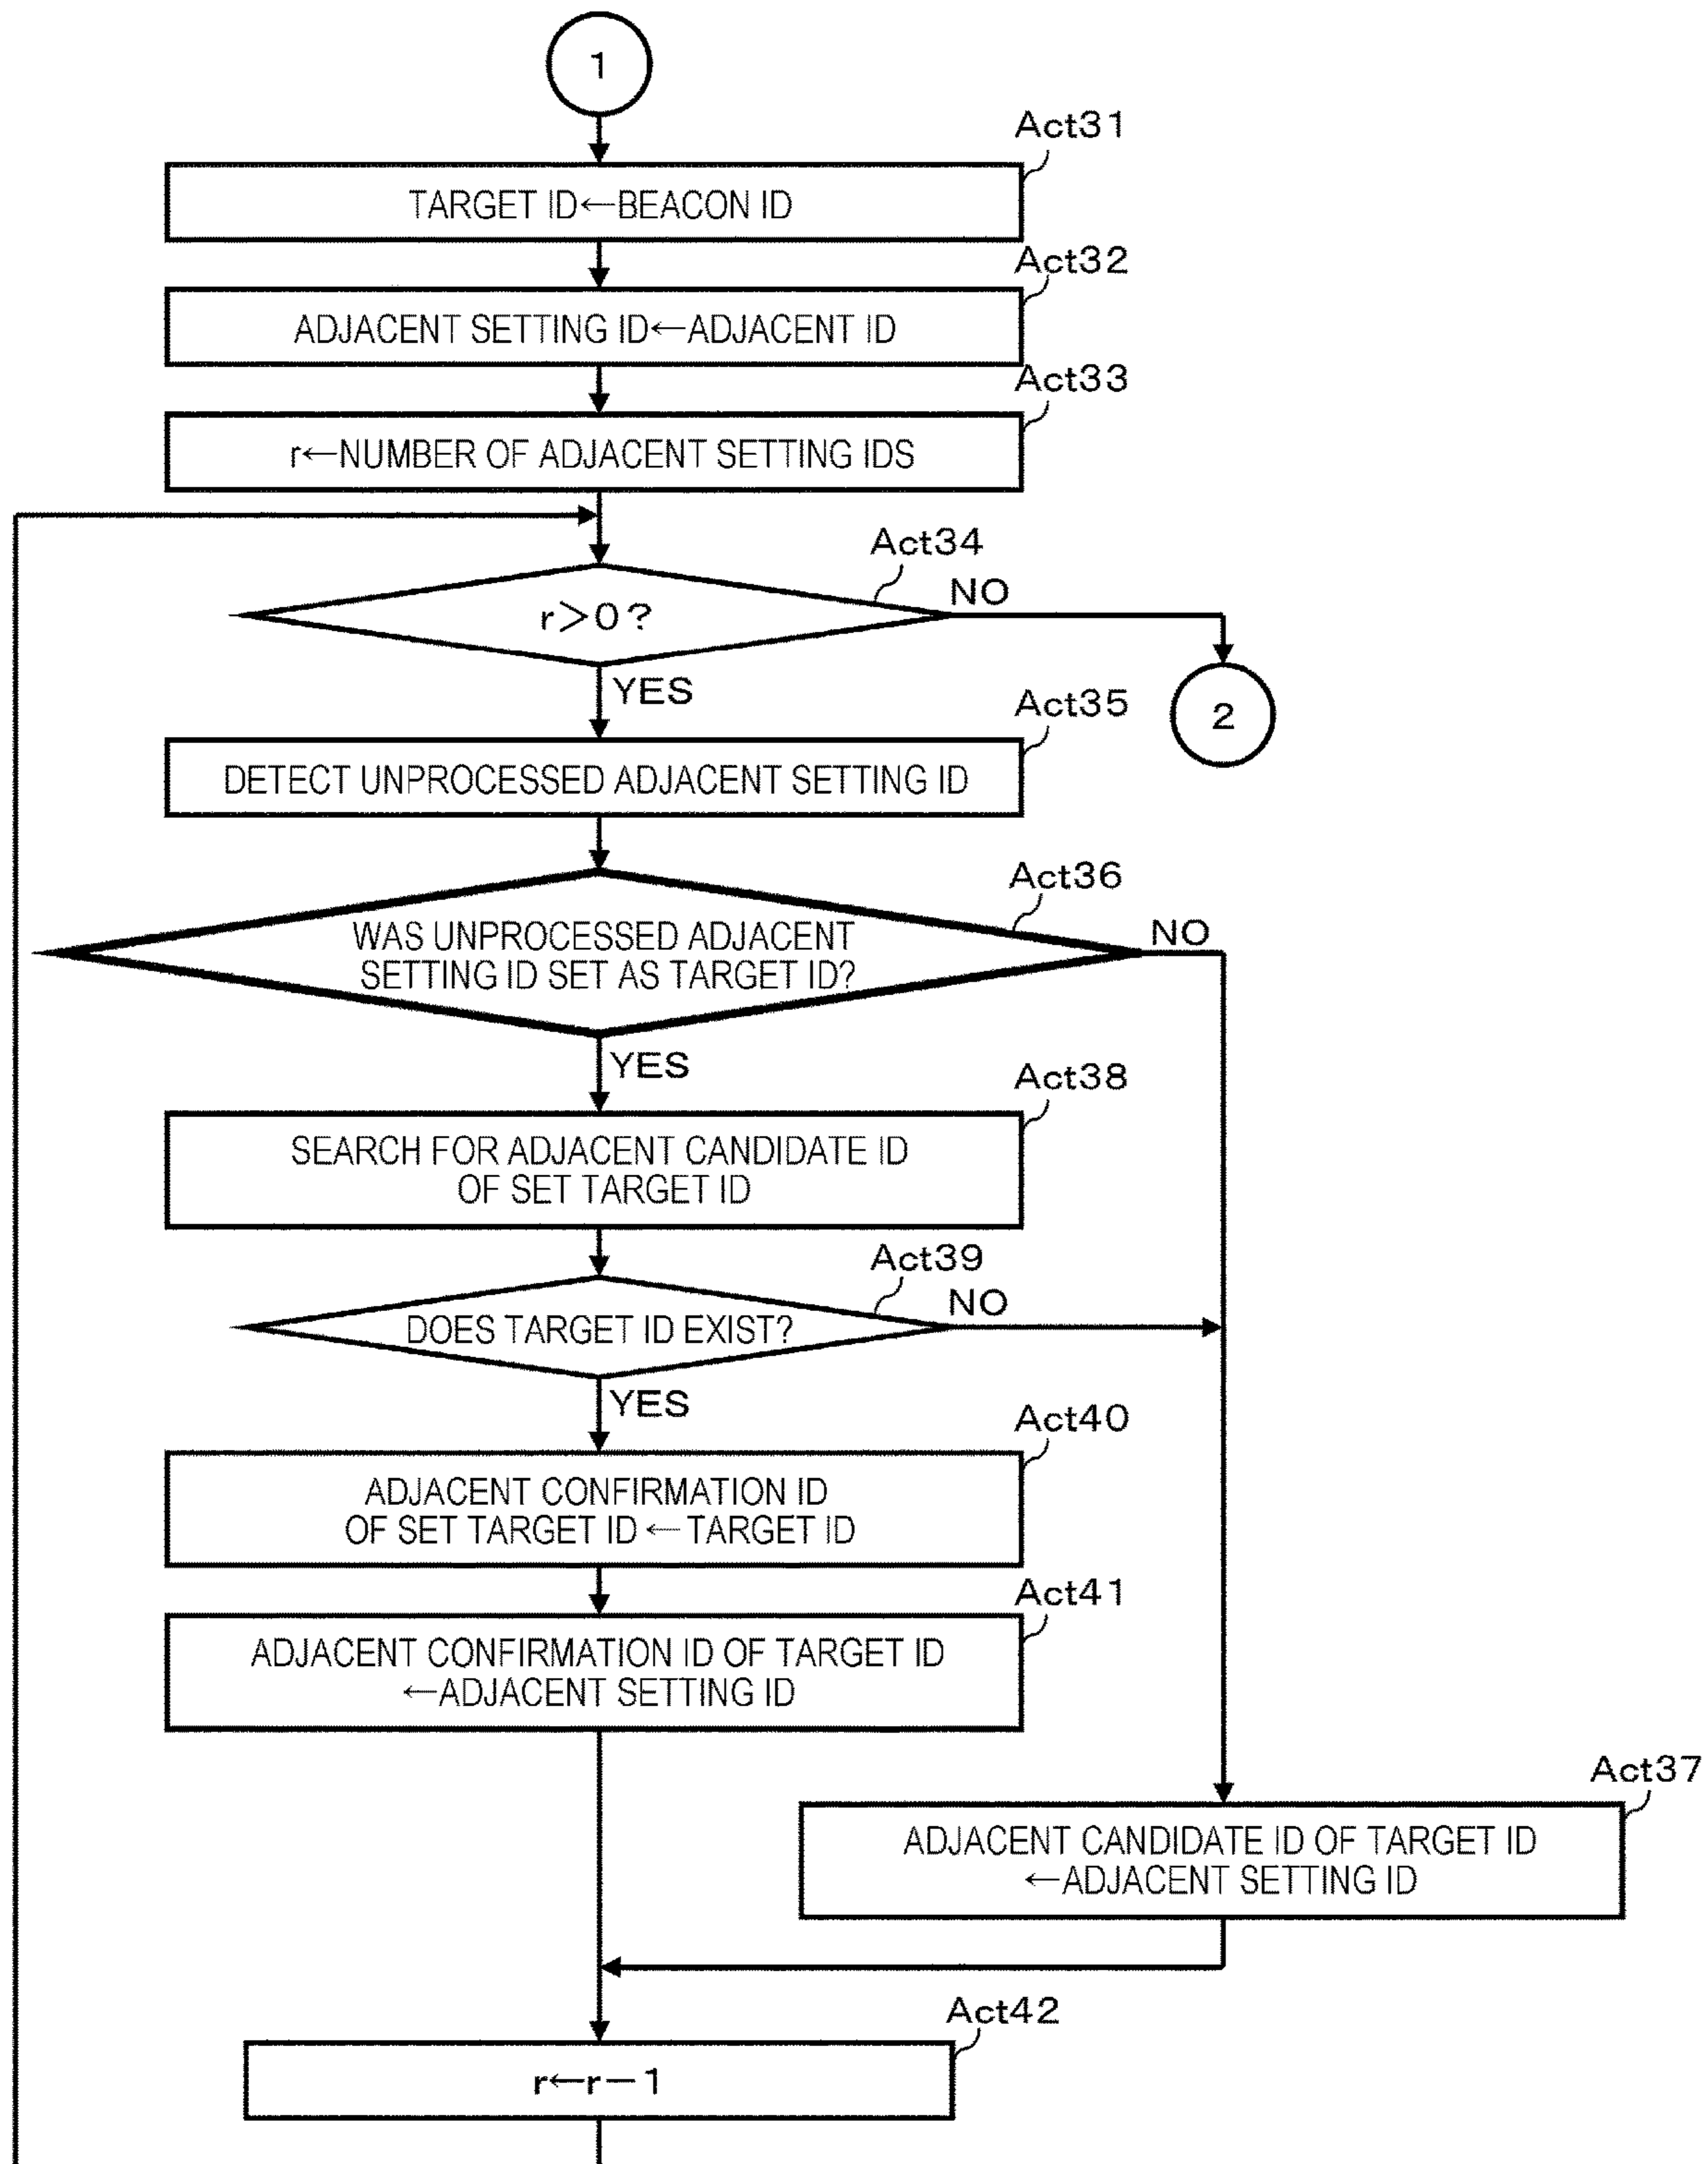 1
Act31
TARGET ID←BEACON ID
Act32
ADJACENT SETTING ID←ADJACENT ID
Act33
r←NUMBER OF ADJACENT SETTING IDS
Act34
r>0?
NO
YES
2
Act35
DETECT UNPROCESSED ADJACENT SETTING ID
Act36
WAS UNPROCESSED ADJACENT
SETTING ID SET AS TARGET ID?
NO
YES
Act38
SEARCH FOR ADJACENT CANDIDATE ID
OF SET TARGET ID
Act39
DOES TARGET ID EXIST?
NO
YES
Act40
ADJACENT CONFIRMATION ID
OF SET TARGET ID ← TARGET ID
Act41
ADJACENT CONFIRMATION ID OF TARGET ID
←ADJACENT SETTING ID
Act37
ADJACENT CANDIDATE ID OF TARGET ID
←ADJACENT SETTING ID
Act42
r←r−1